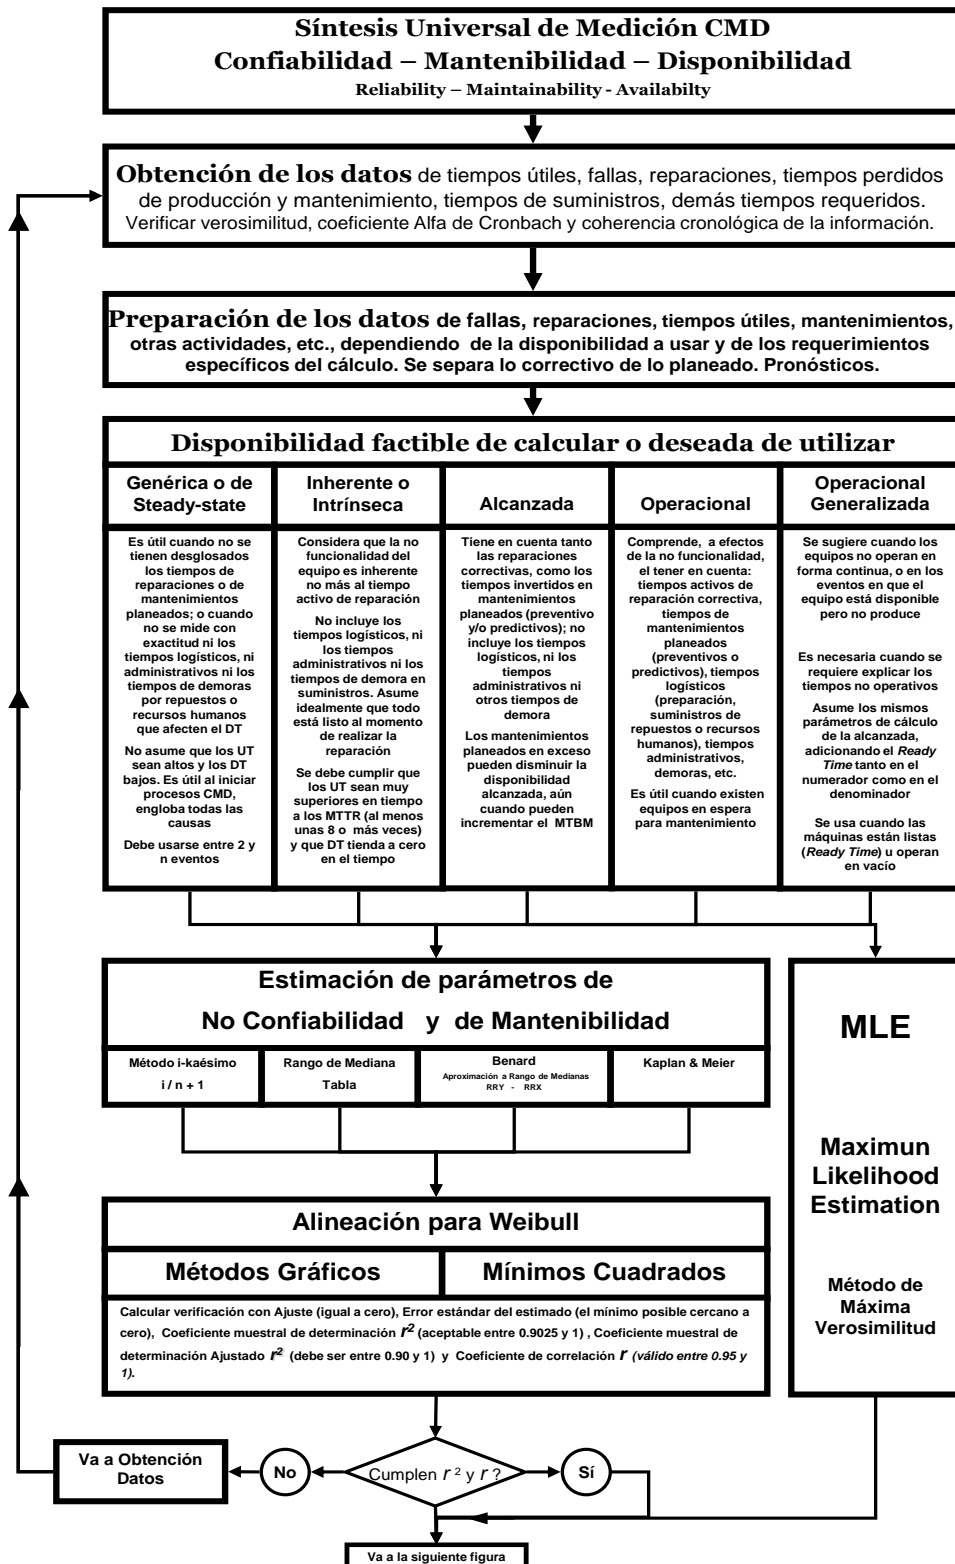 Síntesis Universal de Medición CMD
Confiabilidad – Mantenibilidad – Disponibilidad
Reliability – Maintainability - Availabilty
Obtención de los datos de tiempos útiles, fallas, reparaciones, tiempos perdidos
de producción y mantenimiento, tiempos de suministros, demás tiempos requeridos.
Verificar verosimilitud, coeficiente Alfa de Cronbach y coherencia cronológica de la información.
Preparación de los datos de fallas, reparaciones, tiempos útiles, mantenimientos,
otras actividades, etc., dependiendo de la disponibilidad a usar y de los requerimientos
específicos del cálculo. Se separa lo correctivo de lo planeado. Pronósticos.
Disponibilidad factible de calcular o deseada de utilizar
Genérica o de
Steady-state
Es útil cuando no se
tienen desglosados
los tiempos de
reparaciones o de
mantenimientos
planeados; o cuando
no se mide con
exactitud ni los
tiempos logísticos, ni
administrativos ni los
tiempos de demoras
por repuestos o
recursos humanos
que afecten el DT
No asume que los UT
sean altos y los DT
bajos. Es útil al iniciar
procesos CMD,
engloba todas las
causas
Debe usarse entre 2 y
n eventos
Inherente o
Intrínseca
Considera que la no
funcionalidad del
equipo es inherente
no más al tiempo
activo de reparación
No incluye los
tiempos logísticos, ni
los tiempos
administrativos ni los
tiempos de demora en
suministros. Asume
idealmente que todo
está listo al momento
de realizar la
reparación
Se debe cumplir que
los UT sean muy
superiores en tiempo
a los MTTR (al menos
unas 8 o más veces)
y que DT tienda a cero
en el tiempo
Alcanzada
Tiene en cuenta tanto
las reparaciones
correctivas, como los
tiempos invertidos en
mantenimientos
planeados (preventivo
y/o predictivos); no
incluye los tiempos
logísticos, ni los
tiempos
administrativos ni
otros tiempos de
demora
Los mantenimientos
planeados en exceso
pueden disminuir la
disponibilidad
alcanzada, aún
cuando pueden
incrementar el MTBM
Operacional
Comprende, a efectos
de la no funcionalidad,
el tener en cuenta:
tiempos activos de
reparación correctiva,
tiempos de
mantenimientos
planeados
(preventivos o
predictivos), tiempos
logísticos
(preparación,
suministros de
repuestos o recursos
humanos), tiempos
administrativos,
demoras, etc.
Es útil cuando existen
equipos en espera
para mantenimiento
Operacional
Generalizada
Se sugiere cuando los
equipos no operan en
forma continua, o en los
eventos en que el
equipo está disponible
pero no produce
Es necesaria cuando se
requiere explicar los
tiempos no operativos
Asume los mismos
parámetros de cálculo
de la alcanzada,
adicionando el Ready
Time tanto en el
numerador como en el
denominador
Se usa cuando las
máquinas están listas
(Ready Time) u operan
en vacío
Estimación de parámetros de
No Confiabilidad y de Mantenibilidad
Método i-kaésimo
i / n + 1
Rango de Mediana
Tabla
Benard
Aproximación a Rango de Medianas
RRY - RRX
Kaplan & Meier
MLE
Maximun
Likelihood
Estimation
Método de
Máxima
Verosimilitud
Alineación para Weibull
Métodos Gráficos
Mínimos Cuadrados
Calcular verificación con Ajuste (igual a cero), Error estándar del estimado (el mínimo posible cercano a
cero), Coeficiente muestral de determinación r² (aceptable entre 0.9025 y 1) , Coeficiente muestral de
determinación Ajustado r² (debe ser entre 0.90 y 1) y Coeficiente de correlación r (válido entre 0.95 y
1).
Va a Obtención
Datos
No
Cumplen r ² y r ?
Sí
Va a la siguiente figura